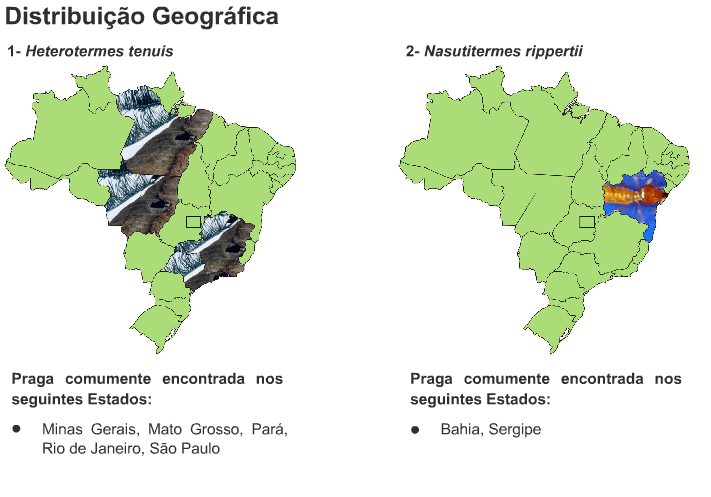 Distribuição Geográfica
1- Heterotermes tenuis
2- Nasutitermes rippertii
Praga comumente encontrada nos
seguintes Estados:
● Minas Gerais, Mato Grosso, Pará,
Rio de Janeiro, São Paulo
Praga comumente encontrada nos
seguintes Estados:
● Bahia, Sergipe